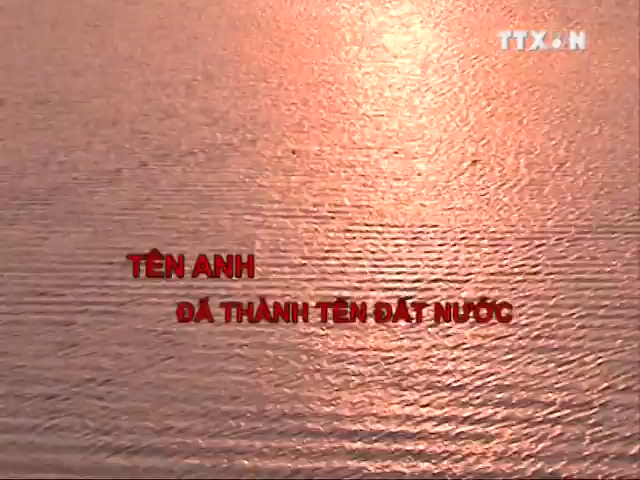 TTXVN
TÊN ANH
ĐÃ THÀNH TÊN ĐẤT NƯỚC